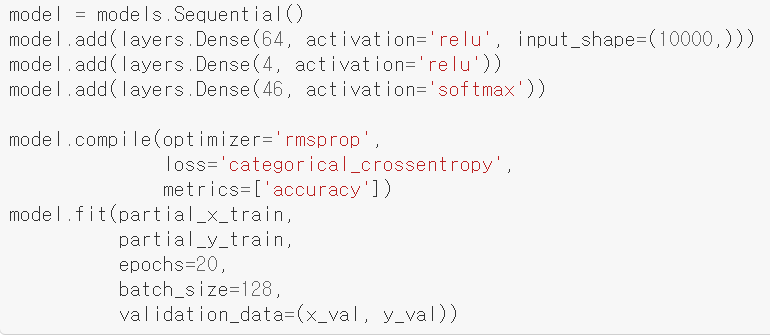 model = models.Sequential()
model.add(layers.Dense(64, activation='relu', input_shape=(10000,)))
model.add(layers.Dense(4, activation='relu'))
model.add(layers.Dense(46, activation='softmax'))

model.compile(optimizer='rmsprop',
              loss='categorical_crossentropy',
              metrics=['accuracy'])
model.fit(partial_x_train,
          partial_y_train,
          epochs=20,
          batch_size=128,
          validation_data=(x_val, y_val))